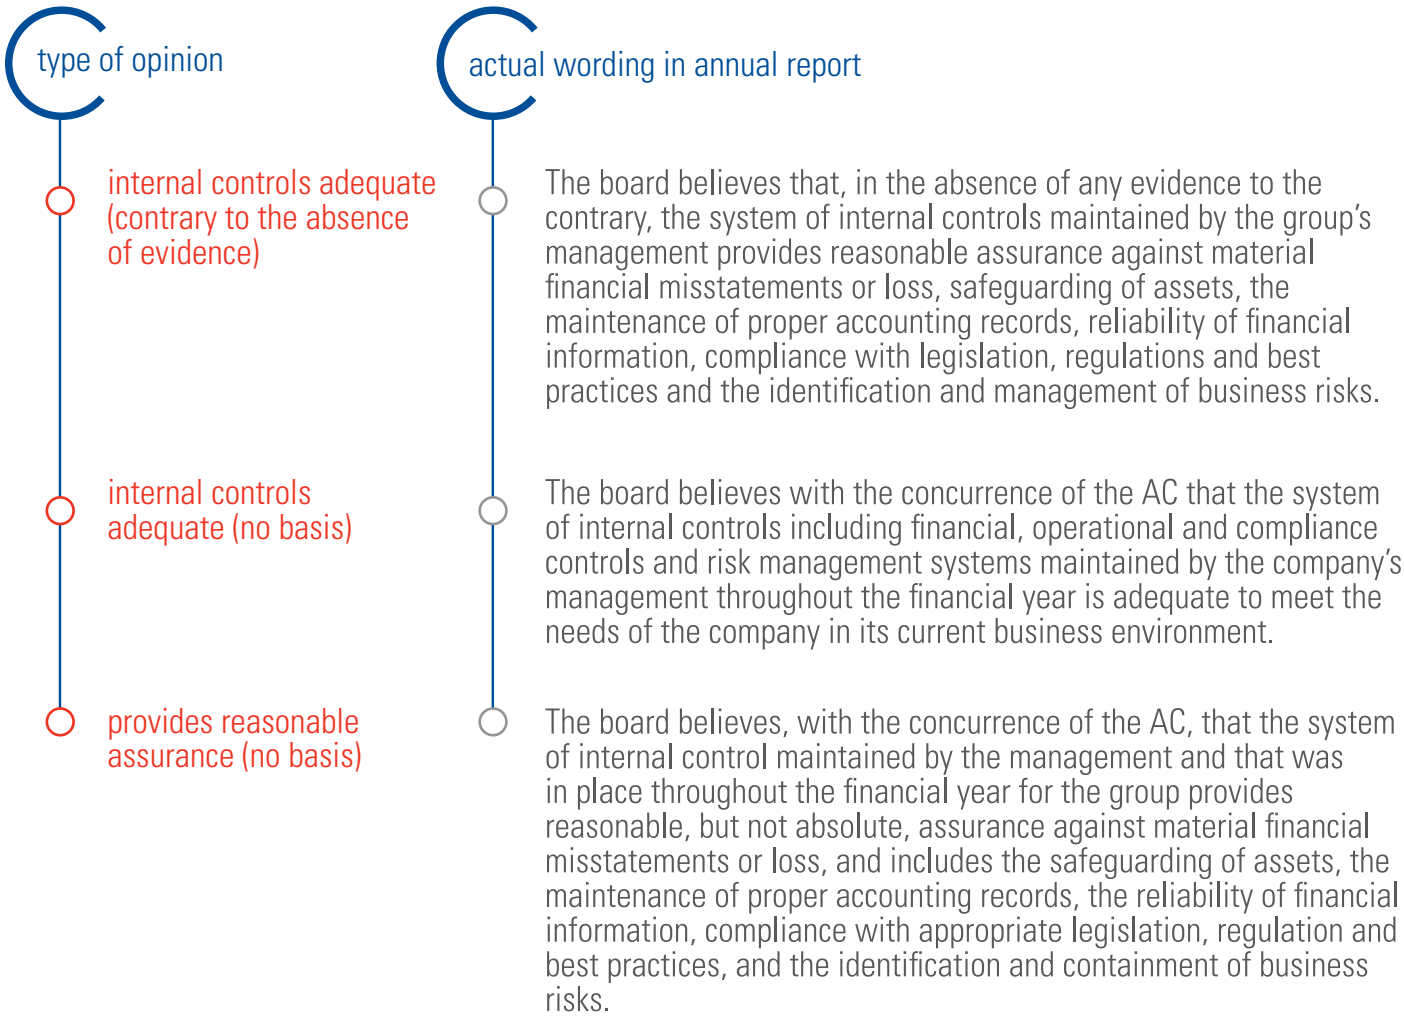 type of opinion
actual wording in annual report
internal controls adequate
(contrary to the absence
of evidence)
The board believes that, in the absence of any evidence to the
contrary, the system of internal controls maintained by the group’s
management provides reasonable assurance against material
financial misstatements or loss, safeguarding of assets, the
maintenance of proper accounting records, reliability of financial
information, compliance with legislation, regulations and best
practices and the identification and management of business risks.
internal controls
adequate (no basis)
The board believes with the concurrence of the AC that the system
of internal controls including financial, operational and compliance
controls and risk management systems maintained by the company’s
management throughout the financial year is adequate to meet the
needs of the company in its current business environment.
provides reasonable
assurance (no basis)
The board believes, with the concurrence of the AC, that the system
of internal control maintained by the management and that was
in place throughout the financial year for the group provides
reasonable, but not absolute, assurance against material financial
misstatements or loss, and includes the safeguarding of assets, the
maintenance of proper accounting records, the reliability of financial
information, compliance with appropriate legislation, regulation and
best practices, and the identification and containment of business
risks.